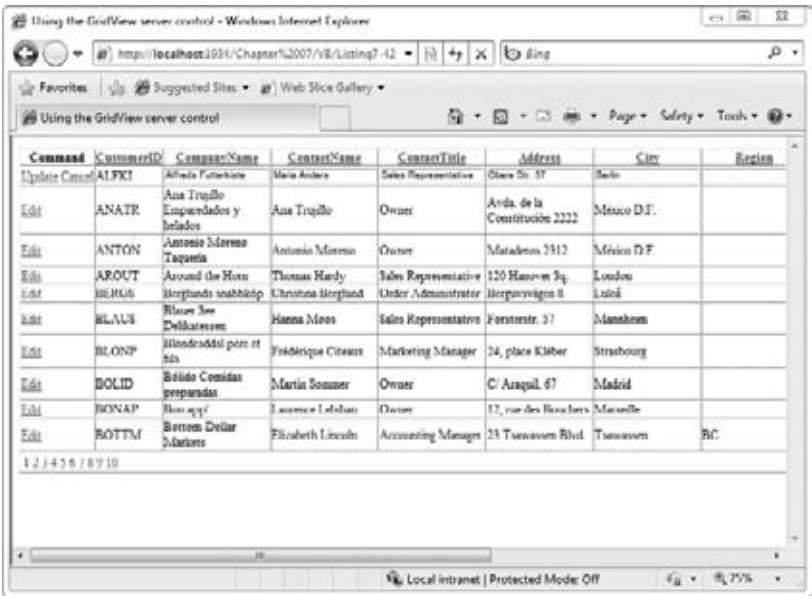 Using the GridView server control - Windows Internet Explorer
http://localhost:1934/Chapter%2007/VB/Listing7-42
Bing
Favorites Suggested Sites Web Slice Gallery
Using the GridView server control
Page Safety Tools
Command CustomerID CompanyName ContactName ContactTitle Address City Region
Update Cancel ALFKI Alfreds Futterkiste Maria Anders Sales Representative Obere Str. 57 Berlin
Edit ANATR Ana Trujillo Emparedados y helados Ana Trujillo Owner Avda. de la Constitución 2222 México D.F.
Edit ANTON Antonio Moreno Taquería Antonio Moreno Owner Mataderos 2312 México D.F.
Edit AROUT Around the Horn Thomas Hardy Sales Representative 120 Hanover Sq. London
Edit BERGS Berglunds snabbköp Christina Berglund Order Administrator Berguvsvägen 8 Luleå
Edit BLAUS Blauer See Delikatessen Hanna Moos Sales Representative Forsterstr. 57 Mannheim
Edit BLONP Blondesddsl père et fils Frédérique Citeaux Marketing Manager 24, place Kléber Strasbourg
Edit BOLID Bólido Comidas preparadas Martín Sommer Owner C/ Araquil, 67 Madrid
Edit BONAP Bon app' Laurence Lebihan Owner 12, rue des Bouchers Marseille
Edit BOTTM Bottom-Dollar Markets Elizabeth Lincoln Accounting Manager 23 Tsawassen Blvd. Tsawassen BC
1 2 3 4 5 6 7 8 9 10
Local intranet | Protected Mode: Off 75%